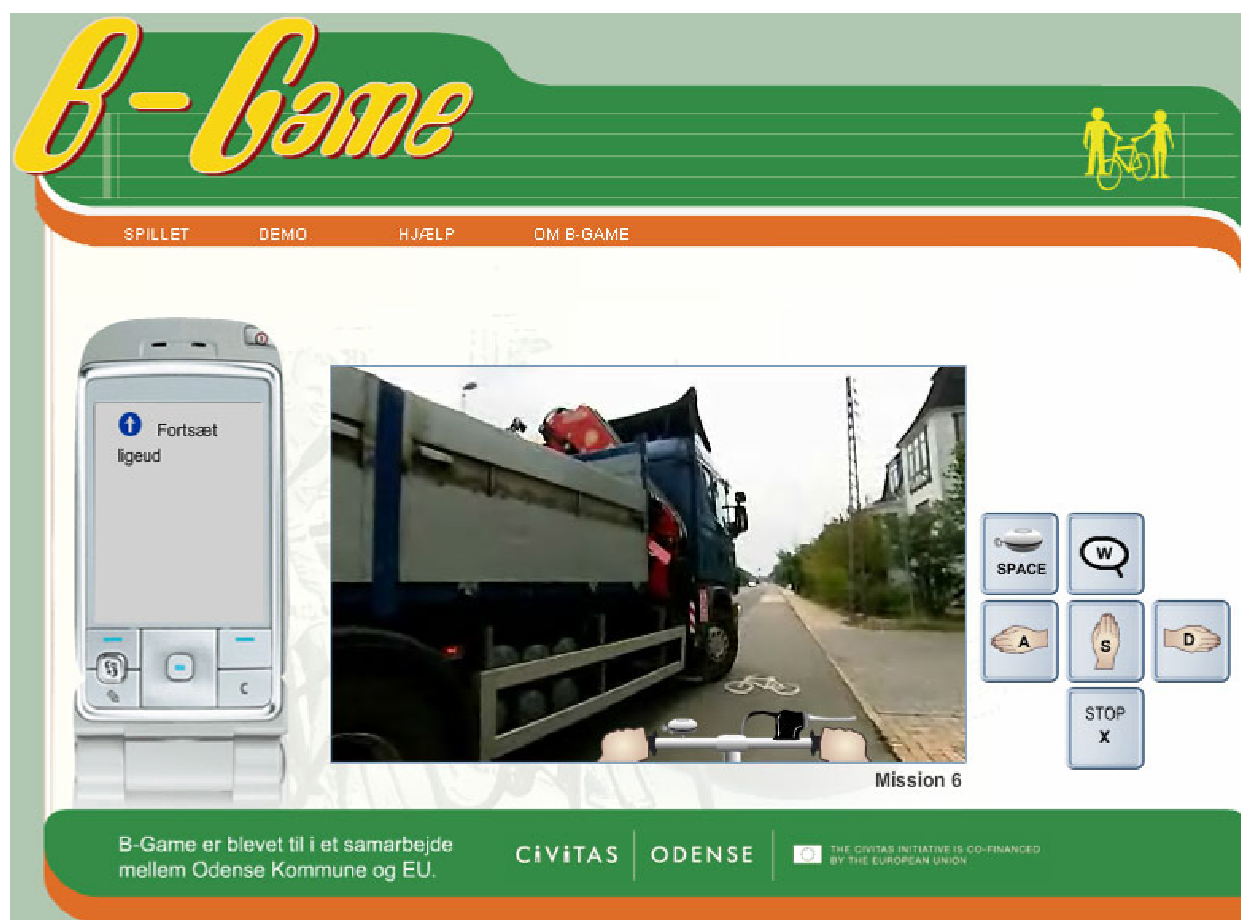 B-Game
SPILLET DEMO HJÆLP OM B-GAME
Fortsæt
ligeud
C
SPACE
W
A
S
D
STOP
X
Mission 6
B-Game er blevet til i et samarbejde
mellem Odense Kommune og EU.
CiViTAS
ODENSE
THE CIVITAS INITIATIVE IS CO-FINANCED
BY THE EUROPEAN UNION